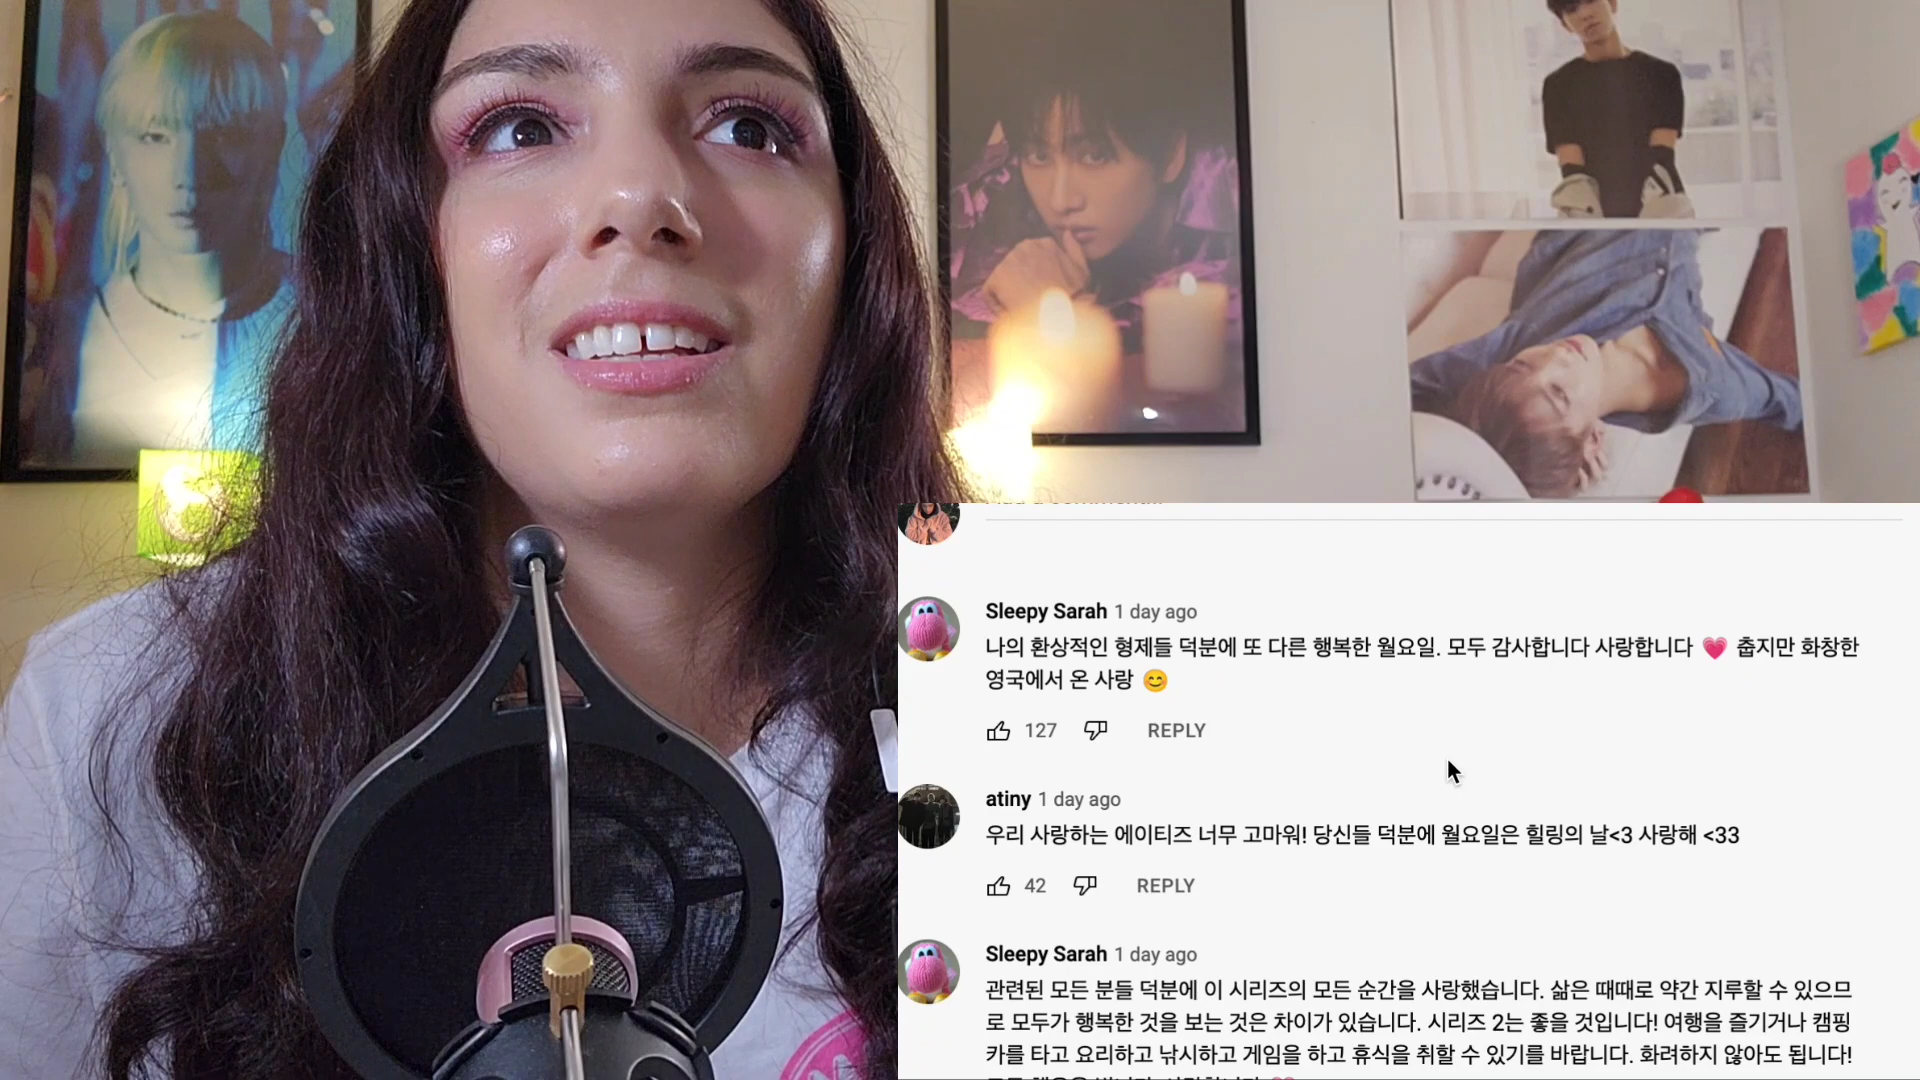 Sleepy Sarah 1 day ago
나의 환상적인 형제들 덕분에 또 다른 행복한 월요일. 모두 감사합니다 사랑합니다 💗 춥지만 화창한
영국에서 온 사랑 😊
127 REPLY
atiny 1 day ago
우리 사랑하는 에이티즈 너무 고마워! 당신들 덕분에 월요일은 힐링의 날<3 사랑해 <33
42 REPLY
Sleepy Sarah 1 day ago
관련된 모든 분들 덕분에 이 시리즈의 모든 순간을 사랑했습니다. 삶은 때때로 약간 지루할 수 있으므
로 모두가 행복한 것을 보는 것은 차이가 있습니다. 시리즈 2는 좋을 것입니다! 여행을 즐기거나 캠핑
카를 타고 요리하고 낚시하고 게임을 하고 휴식을 취할 수 있기를 바랍니다. 화려하지 않아도 됩니다!